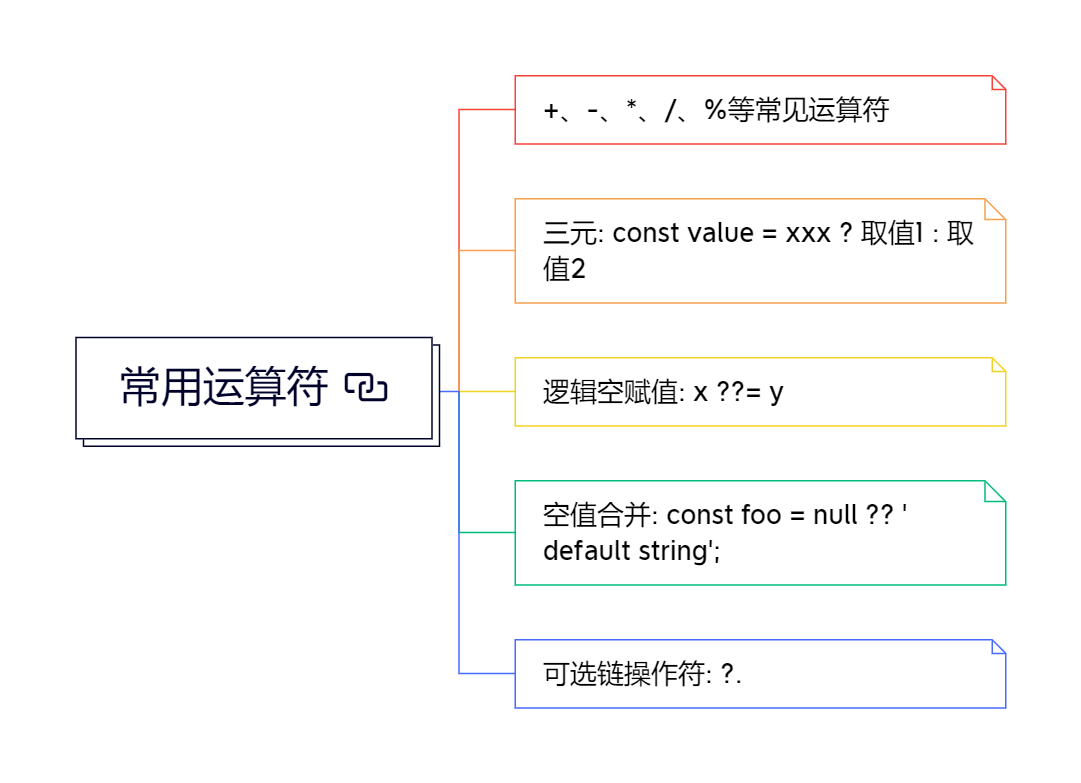 +、-、*、/、%等常见运算符
三元: const value = xxx ? 取值1 : 取
值2
常用运算符
逻辑空赋值: x ??= y
空值合并: const foo = null ?? '
default string';
可选链操作符: ?.